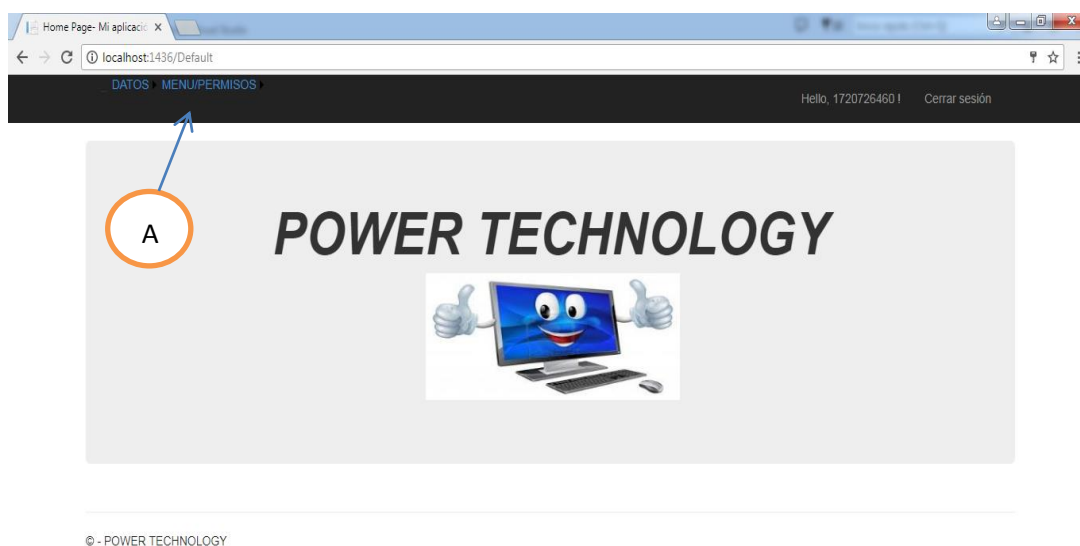 Home Page- Mi aplicació
localhost:1436/Default
DATOS MENU/PERMISOS
Hello, 1720726460 ! Cerrar sesión
A
POWER TECHNOLOGY
© - POWER TECHNOLOGY